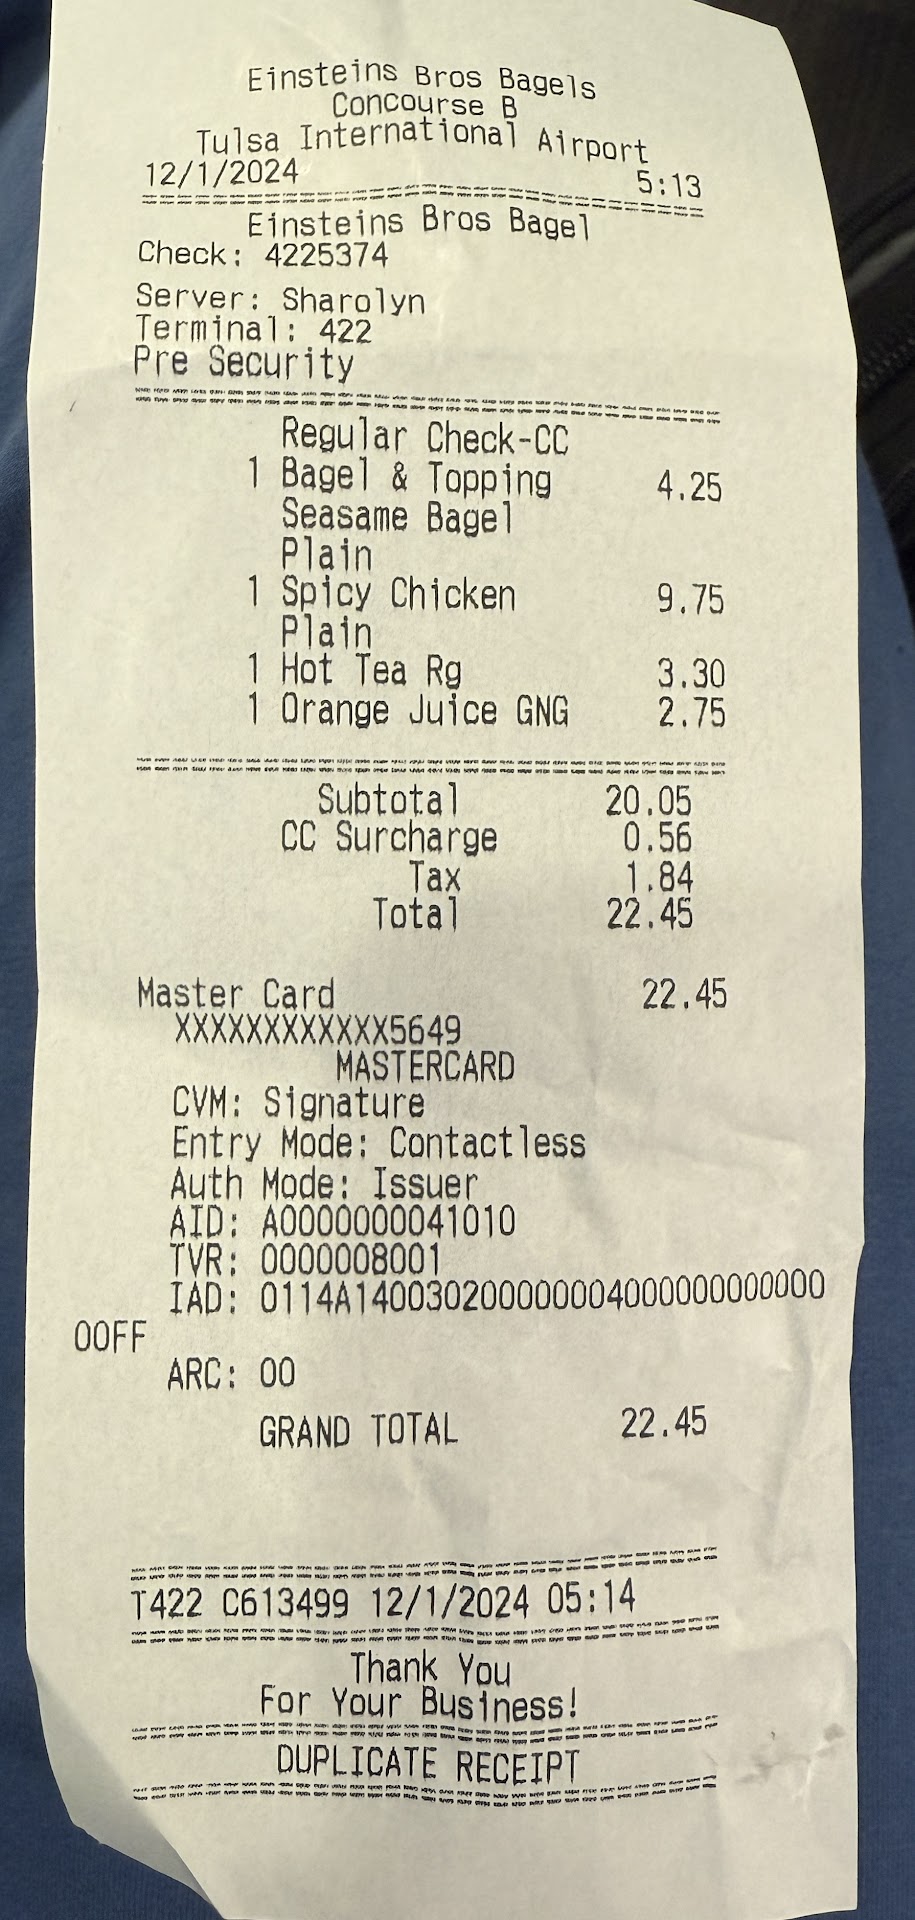 Einsteins Bros Bagels
Concourse B
Tulsa International Airport
12/1/2024 5:13
Einsteins Bros Bagel
Check: 4225374
Server: Sharolyn
Terminal: 422
Pre Security
Regular Check-CC
1 Bagel & Topping 4.25
Seasame Bagel
Plain
1 Spicy Chicken 9.75
Plain
1 Hot Tea Rg 3.30
1 Orange Juice GNG 2.75
Subtotal 20.05
CC Surcharge 0.56
Tax 1.84
Total 22.45
Master Card 22.45
XXXXXXXXXXXX5649
MASTERCARD
CVM: Signature
Entry Mode: Contactless
Auth Mode: Issuer
AID: A0000000041010
TVR: 0000008001
IAD: 0114A140030200000004000000000000
00FF
ARC: 00
GRAND TOTAL 22.45
T422 C613499 12/1/2024 05:14
Thank You
For Your Business!
DUPLICATE RECEIPT